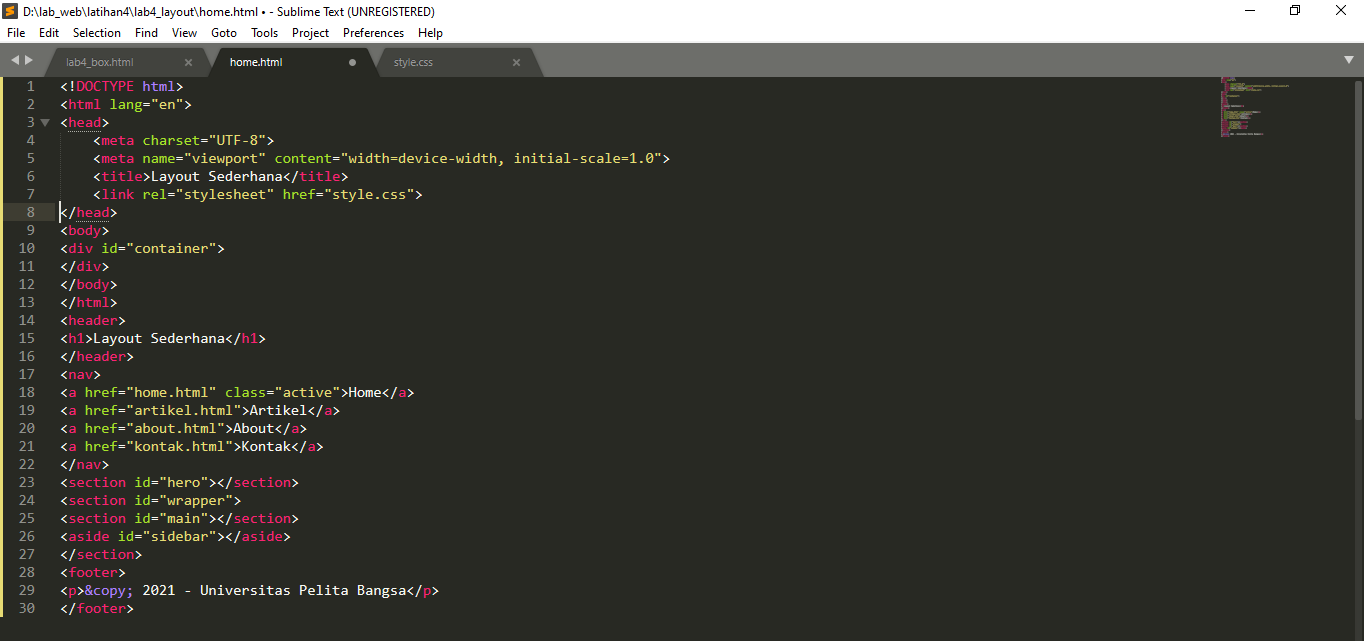 D:\lab_web\latihan4\lab4_layout\home.html • - Sublime Text (UNREGISTERED)
File Edit Selection Find View Goto Tools Project Preferences Help
lab4_box.html home.html style.css
1 <!DOCTYPE html>
2 <html lang="en">
3 <head>
4 <meta charset="UTF-8">
5 <meta name="viewport" content="width=device-width, initial-scale=1.0">
6 <title>Layout Sederhana</title>
7 <link rel="stylesheet" href="style.css">
8 </head>
9 <body>
10 <div id="container">
11 </div>
12 </body>
13 </html>
14 <header>
15 <h1>Layout Sederhana</h1>
16 </header>
17 <nav>
18 <a href="home.html" class="active">Home</a>
19 <a href="artikel.html">Artikel</a>
20 <a href="about.html">About</a>
21 <a href="kontak.html">Kontak</a>
22 </nav>
23 <section id="hero"></section>
24 <section id="wrapper">
25 <section id="main"></section>
26 <aside id="sidebar"></aside>
27 </section>
28 <footer>
29 <p>&copy; 2021 - Universitas Pelita Bangsa</p>
30 </footer>